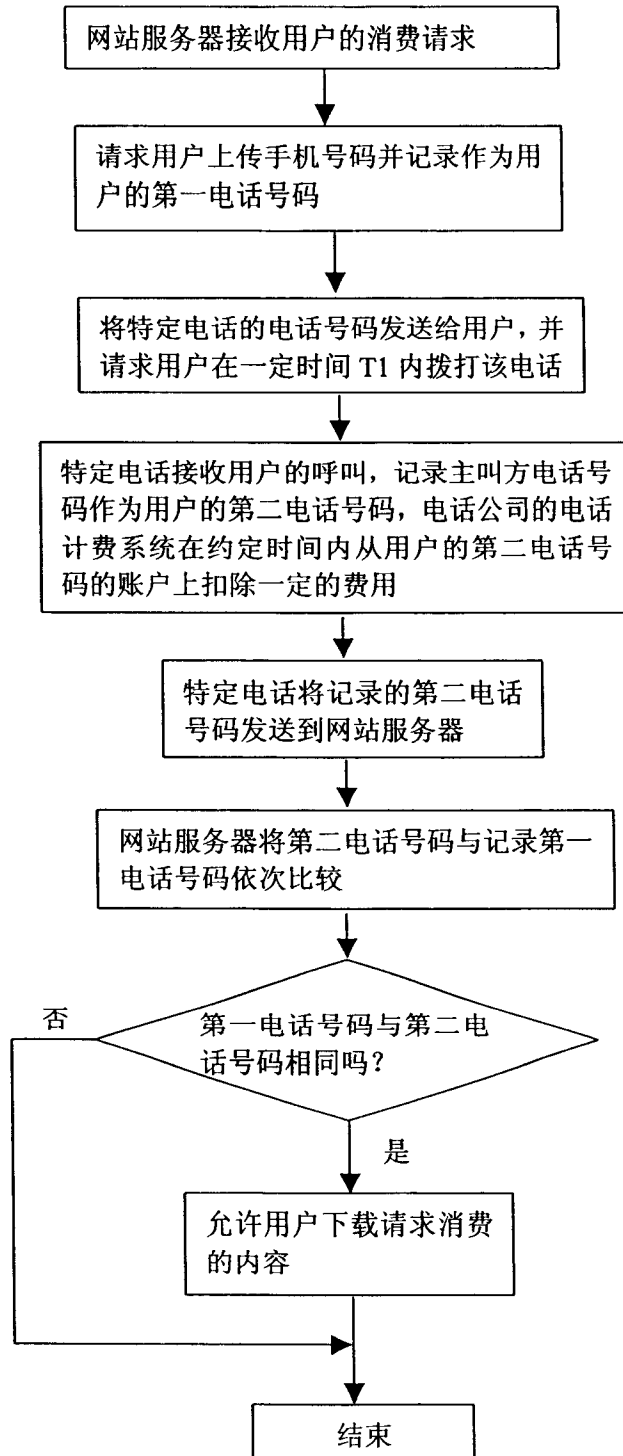 网站服务器接收用户的消费请求
请求用户上传手机号码并记录作为用
户的第一电话号码
将特定电话的电话号码发送给用户，并
请求用户在一定时间 T1 内拨打该电话
特定电话接收用户的呼叫，记录主叫方电话号
码作为用户的第二电话号码，电话公司的电话
计费系统在约定时间内从用户的第二电话号
码的账户上扣除一定的费用
特定电话将记录的第二电话
号码发送到网站服务器
网站服务器将第二电话号码与记录第一
电话号码依次比较
否
第一电话号码与第二电
话号码相同吗？
是
允许用户下载请求消费
的内容
结束